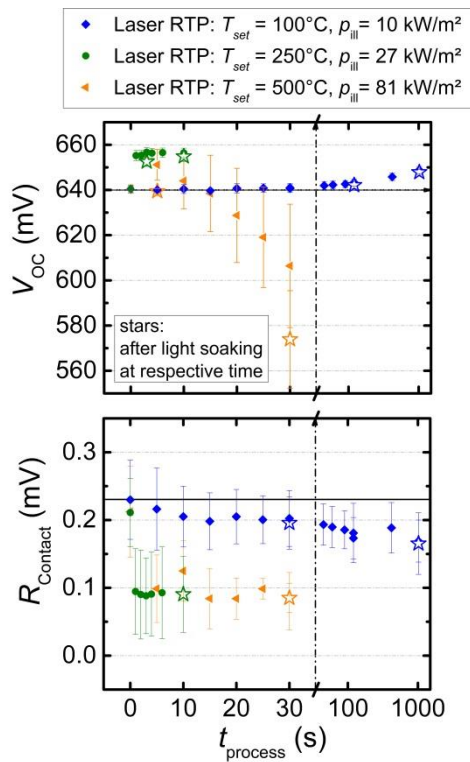 Laser RTP: Tset = 100°C, pill = 10 kW/m²
Laser RTP: Tset = 250°C, pill = 27 kW/m²
Laser RTP: Tset = 500°C, pill = 81 kW/m²
660
640
620
600
580
560
VOC (mV)
stars:
after light soaking
at respective time
0.3
0.2
0.1
0.0
RContact (mV)
0 10 20 30 100 1000
tprocess (s)